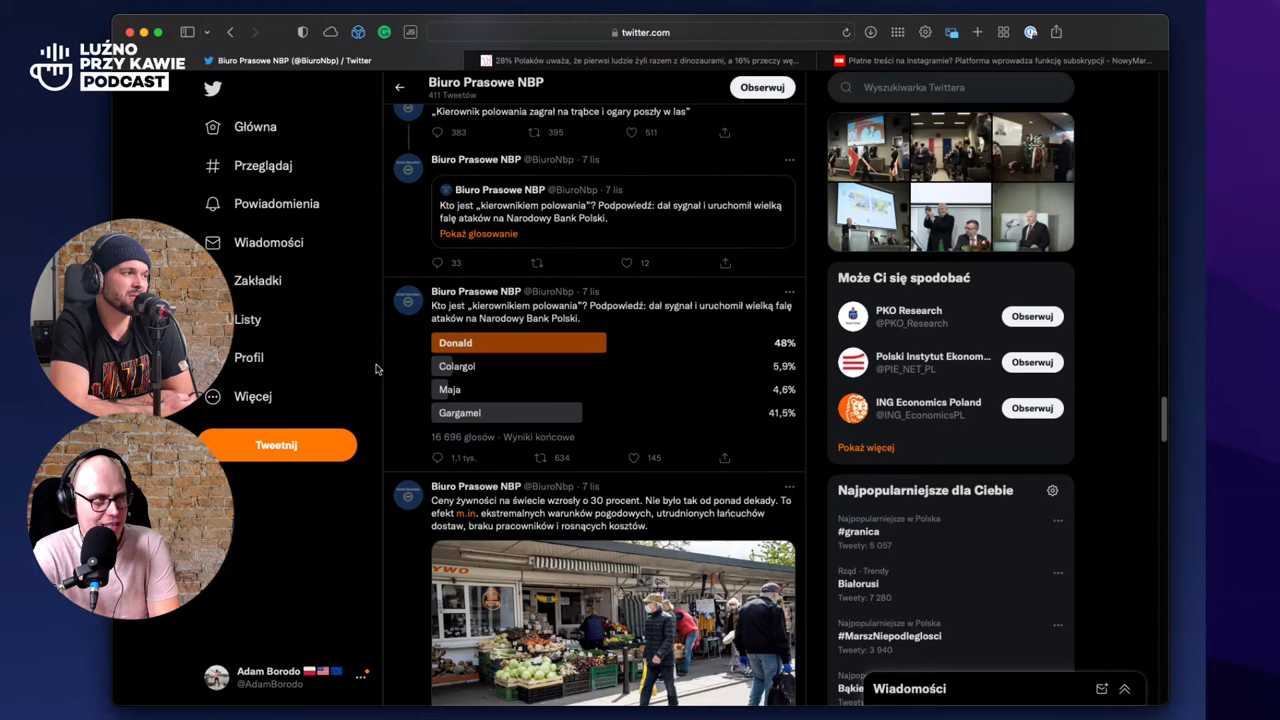 LUŹNO
PRZY KAWIE
PODCAST
twitter.com
Biuro Prasowe NBP (@BiuroNbp) / Twitter
28% Polaków uważa, że pierwsi ludzie żyli razem z dinozaurami, a 16% przeczy wę...
Płatne treści na Instagramie? Platforma wprowadza funkcję subskrypcji - NowyMar...
Główna
Przeglądaj
Powiadomienia
Wiadomości
Zakładki
Listy
Profil
Więcej
Tweetnij
Adam Borodo
@AdamBorodo
Biuro Prasowe NBP
411 Tweetów
Obserwuj
„Kierownik polowania zagrał na trąbce i ogary poszły w las”
383 395 511
Biuro Prasowe NBP @BiuroNbp · 7 lis
Biuro Prasowe NBP @BiuroNbp · 7 lis
Kto jest „kierownikiem polowania”? Podpowiedź: dał sygnał i uruchomił wielką
falę ataków na Narodowy Bank Polski.
Pokaż głosowanie
33 12
Biuro Prasowe NBP @BiuroNbp · 7 lis
Kto jest „kierownikiem polowania”? Podpowiedź: dał sygnał i uruchomił wielką falę
ataków na Narodowy Bank Polski.
Donald 48%
Colargol 5,9%
Maja 4,6%
Gargamel 41,5%
16 696 głosów · Wyniki końcowe
1,1 tys. 634 145
Biuro Prasowe NBP @BiuroNbp · 7 lis
Ceny żywności na świecie wzrosły o 30 procent. Nie było tak od ponad dekady. To
efekt m.in. ekstremalnych warunków pogodowych, utrudnionych łańcuchów
dostaw, braku pracowników i rosnących kosztów.
Wyszukiwarka Twittera
Może Ci się spodobać
PKO Research
@PKO_Research
Obserwuj
Polski Instytut Ekonom...
@PIE_NET_PL
Obserwuj
ING Economics Poland
@ING_EconomicsPL
Obserwuj
Pokaż więcej
Najpopularniejsze dla Ciebie
Najpopularniejsze w Polska
#granica
Tweety: 5 057
Rząd · Trendy
Białorusi
Tweety: 7 280
Najpopularniejsze w Polska
#MarszNiepodleglosci
Tweety: 3 940
Wiadomości